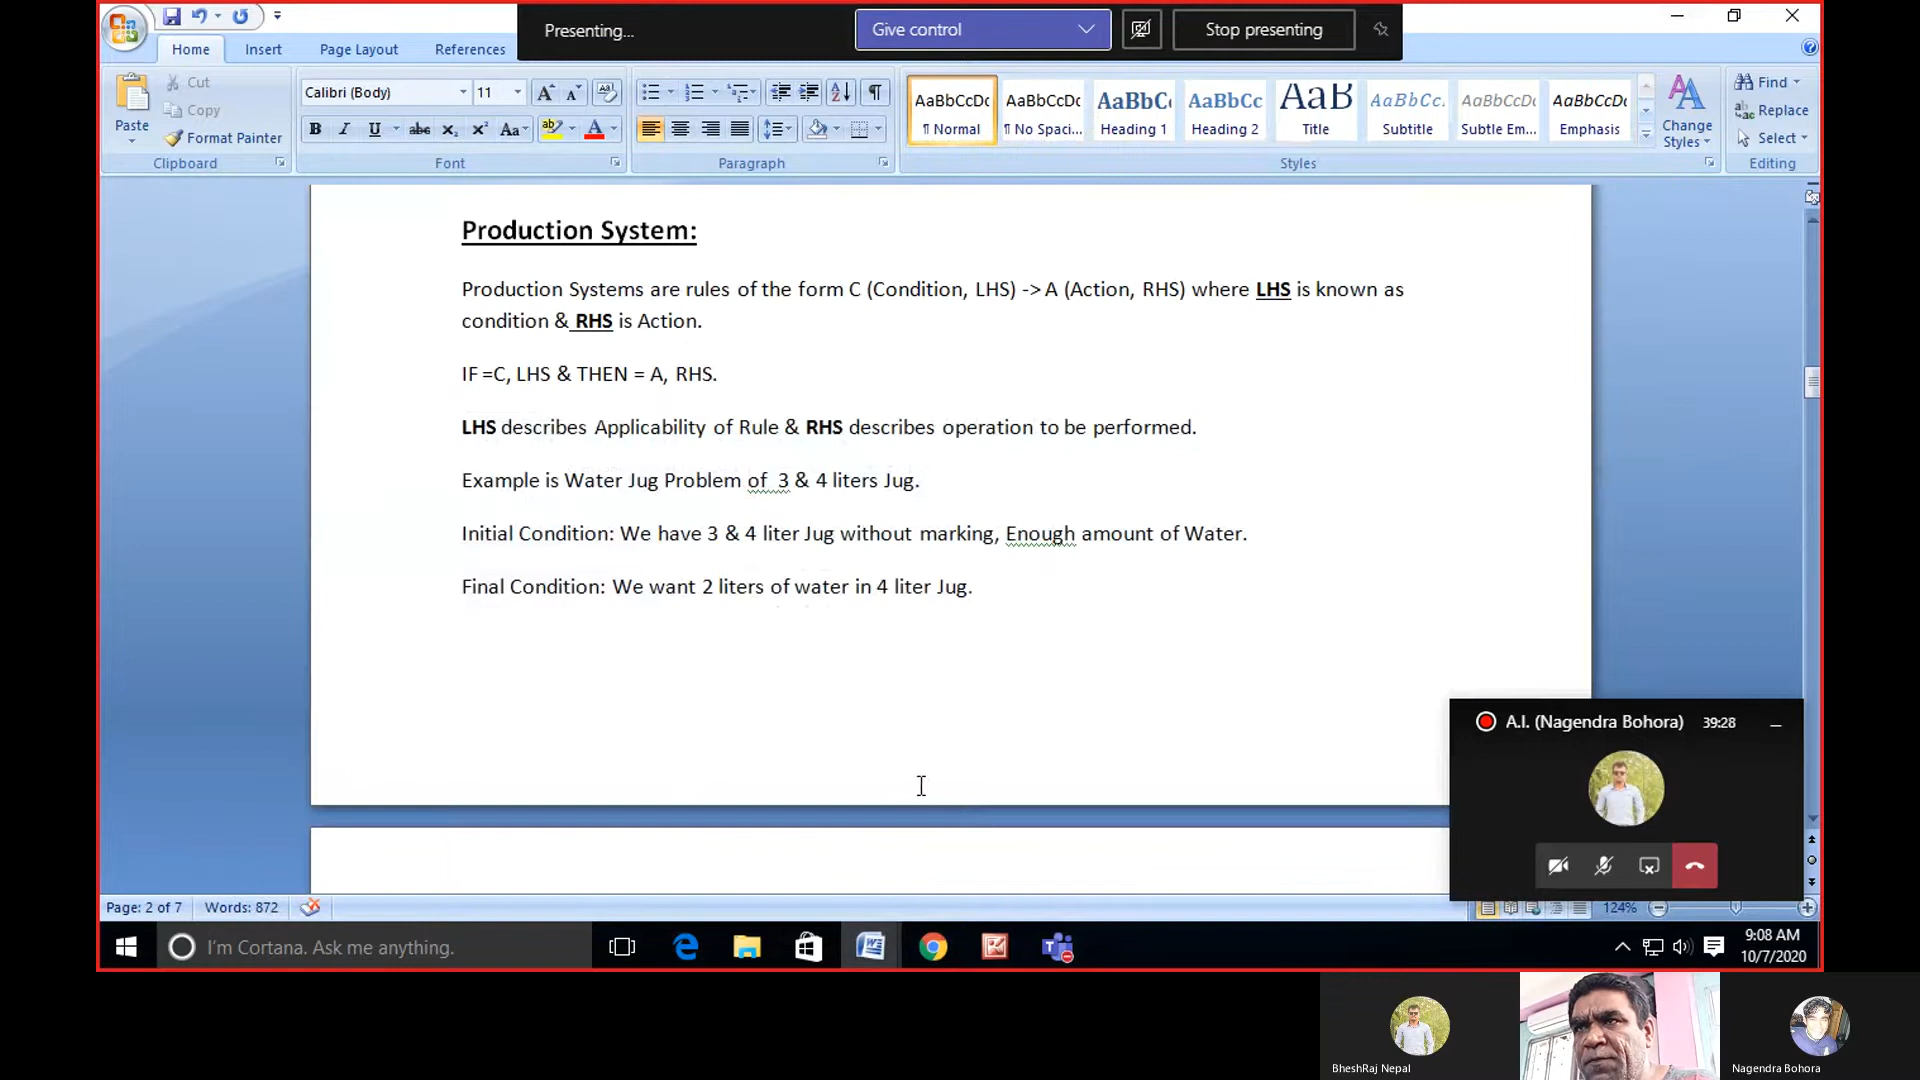 Presenting...
Give control
Stop presenting
Home
Insert
Page Layout
References
Paste
Cut
Copy
Format Painter
Clipboard
Calibri (Body)
11
Font
Paragraph
AaBbCcDc
¶ Normal
AaBbCcDc
¶ No Spaci...
AaBbC
Heading 1
AaBbCc
Heading 2
AaB
Title
AaBbCc.
Subtitle
AaBbCcDc
Subtle Em...
AaBbCcDc
Emphasis
Change
Styles
Styles
Find
Replace
Select
Editing
Production System:
Production Systems are rules of the form C (Condition, LHS) -> A (Action, RHS) where LHS is known as
condition & RHS is Action.
IF =C, LHS & THEN = A, RHS.
LHS describes Applicability of Rule & RHS describes operation to be performed.
Example is Water Jug Problem of  3 & 4 liters Jug.
Initial Condition: We have 3 & 4 liter Jug without marking, Enough amount of Water.
Final Condition: We want 2 liters of water in 4 liter Jug.
A.I. (Nagendra Bohora) 39:28
Page: 2 of 7
Words: 872
124%
I'm Cortana. Ask me anything.
9:08 AM
10/7/2020
BheshRaj Nepal
Nagendra Bohora